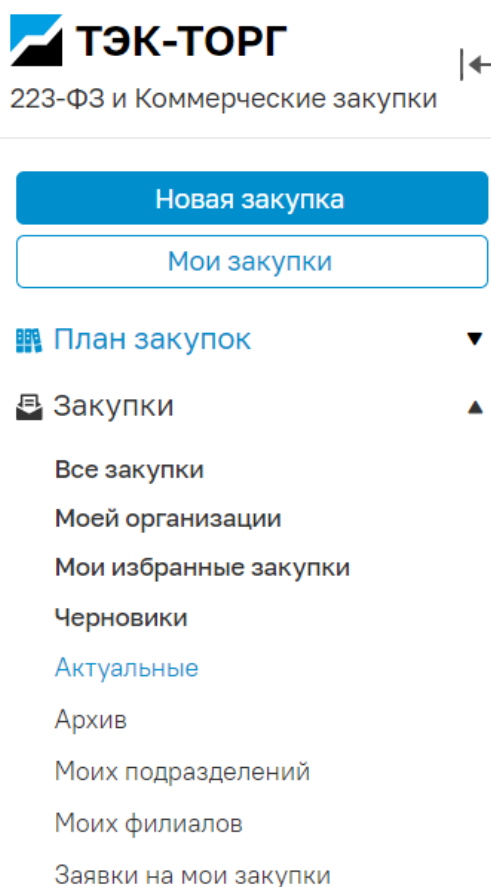 ТЭК-ТОРГ
223-ФЗ и Коммерческие закупки
Новая закупка
Мои закупки
План закупок
Закупки
Все закупки
Моей организации
Мои избранные закупки
Черновики
Актуальные
Архив
Моих подразделений
Моих филиалов
Заявки на мои закупки